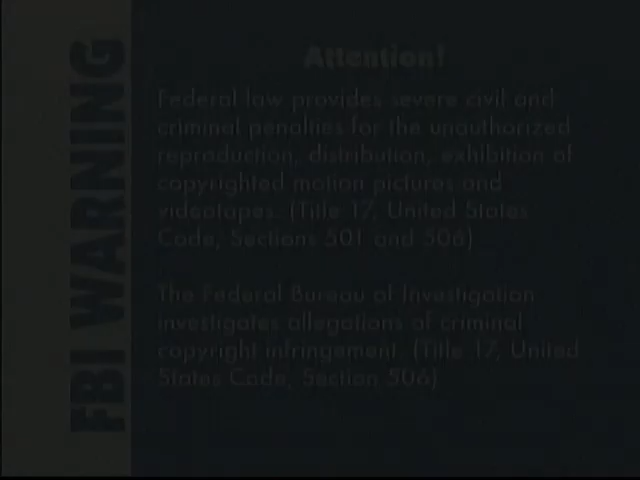 FBI WARNING
Attention!
Federal law provides severe civil and
criminal penalties for the unauthorized
reproduction, distribution, exhibition of
copyrighted motion pictures and
videotapes. (Title 17, United States
Code, Sections 501 and 506)
The Federal Bureau of Investigation
investigates allegations of criminal
copyright infringement. (Title 17, United
States Code, Section 506)